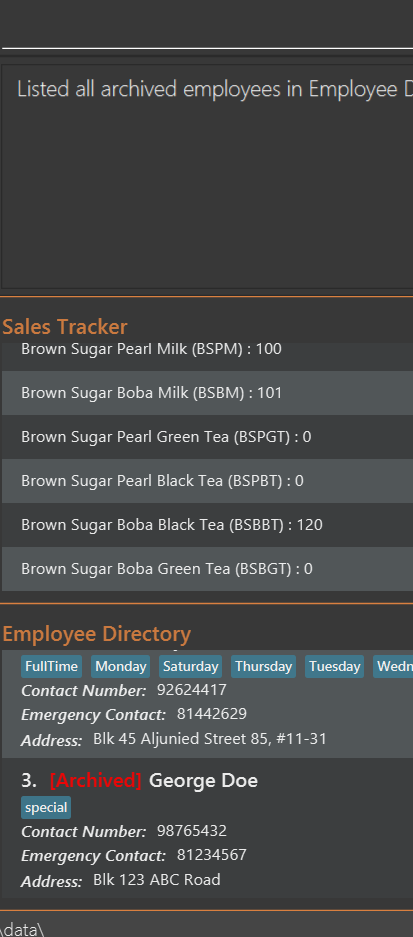 Listed all archived employees in Employee
Sales Tracker
Brown Sugar Pearl Milk (BSPM) : 100
Brown Sugar Boba Milk (BSBM) : 101
Brown Sugar Pearl Green Tea (BSPGT) : 0
Brown Sugar Pearl Black Tea (BSPBT) : 0
Brown Sugar Boba Black Tea (BSBBT) : 120
Brown Sugar Boba Green Tea (BSBGT) : 0
Employee Directory
FullTime Monday Saturday Thursday Tuesday Wedn
Contact Number: 92624417
Emergency Contact: 81442629
Address: Blk 45 Aljunied Street 85, #11-31
3. [Archived] George Doe
special
Contact Number: 98765432
Emergency Contact: 81234567
Address: Blk 123 ABC Road
\data\